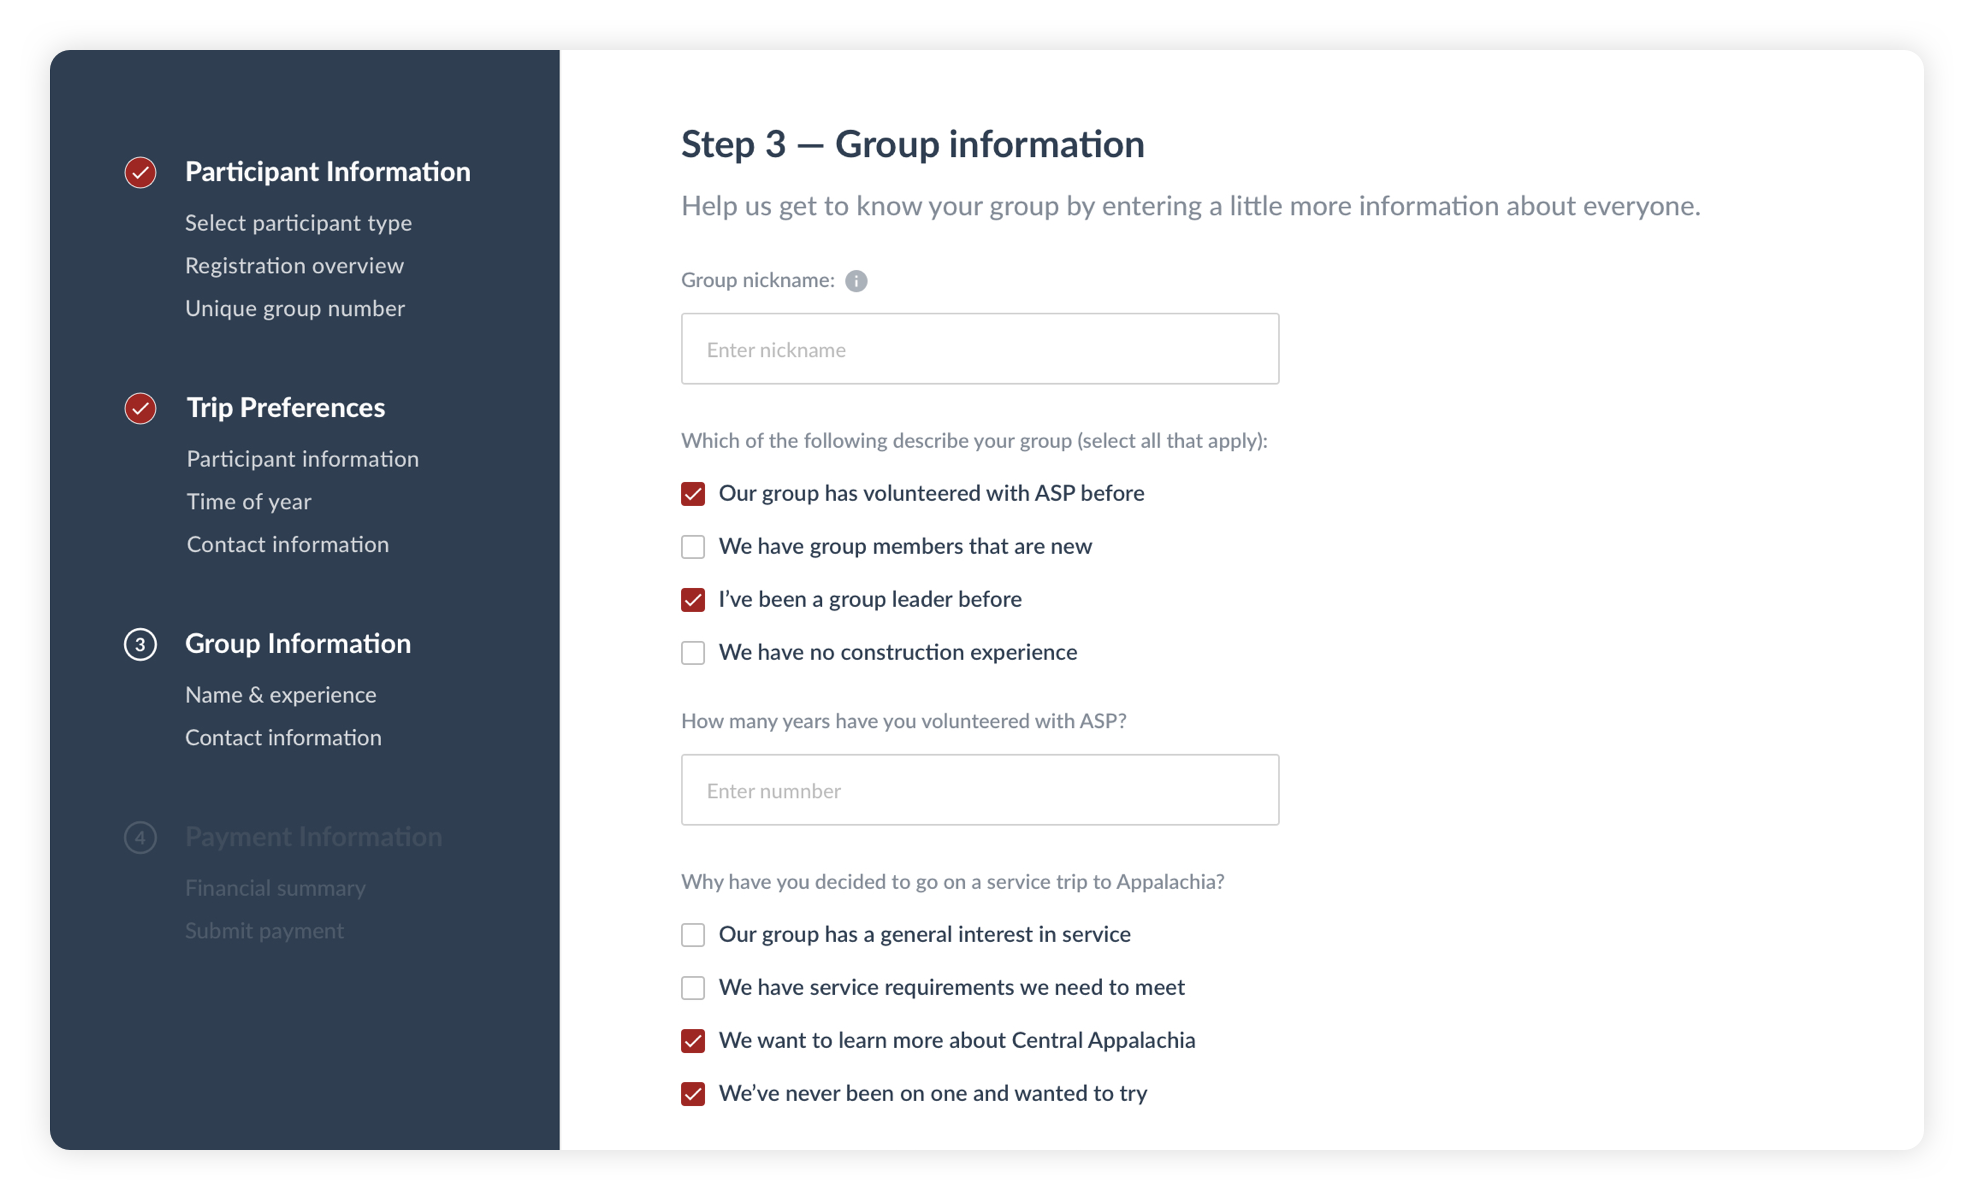 Participant Information
Select participant type
Registration overview
Unique group number
Trip Preferences
Participant information
Time of year
Contact information
3 Group Information
Name & experience
Contact information
4 Payment Information
Financial summary
Submit payment
Step 3 — Group information
Help us get to know your group by entering a little more information about everyone.
Group nickname: i
Enter nickname
Which of the following describe your group (select all that apply):
Our group has volunteered with ASP before
We have group members that are new
I’ve been a group leader before
We have no construction experience
How many years have you volunteered with ASP?
Enter numnber
Why have you decided to go on a service trip to Appalachia?
Our group has a general interest in service
We have service requirements we need to meet
We want to learn more about Central Appalachia
We’ve never been on one and wanted to try